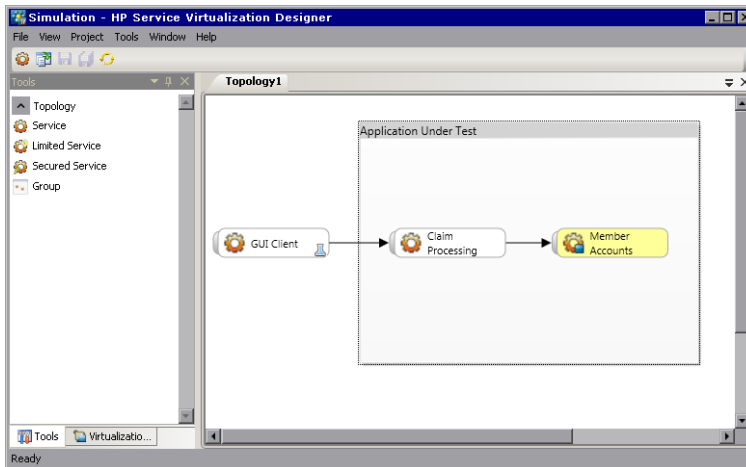 Simulation - HP Service Virtualization Designer
File View Project Tools Window Help
Tools
Topology1
Topology
Service
Limited Service
Secured Service
Group
Application Under Test
GUI Client
Claim
Processing
Member
Accounts
Tools
Virtualizatio...
Ready